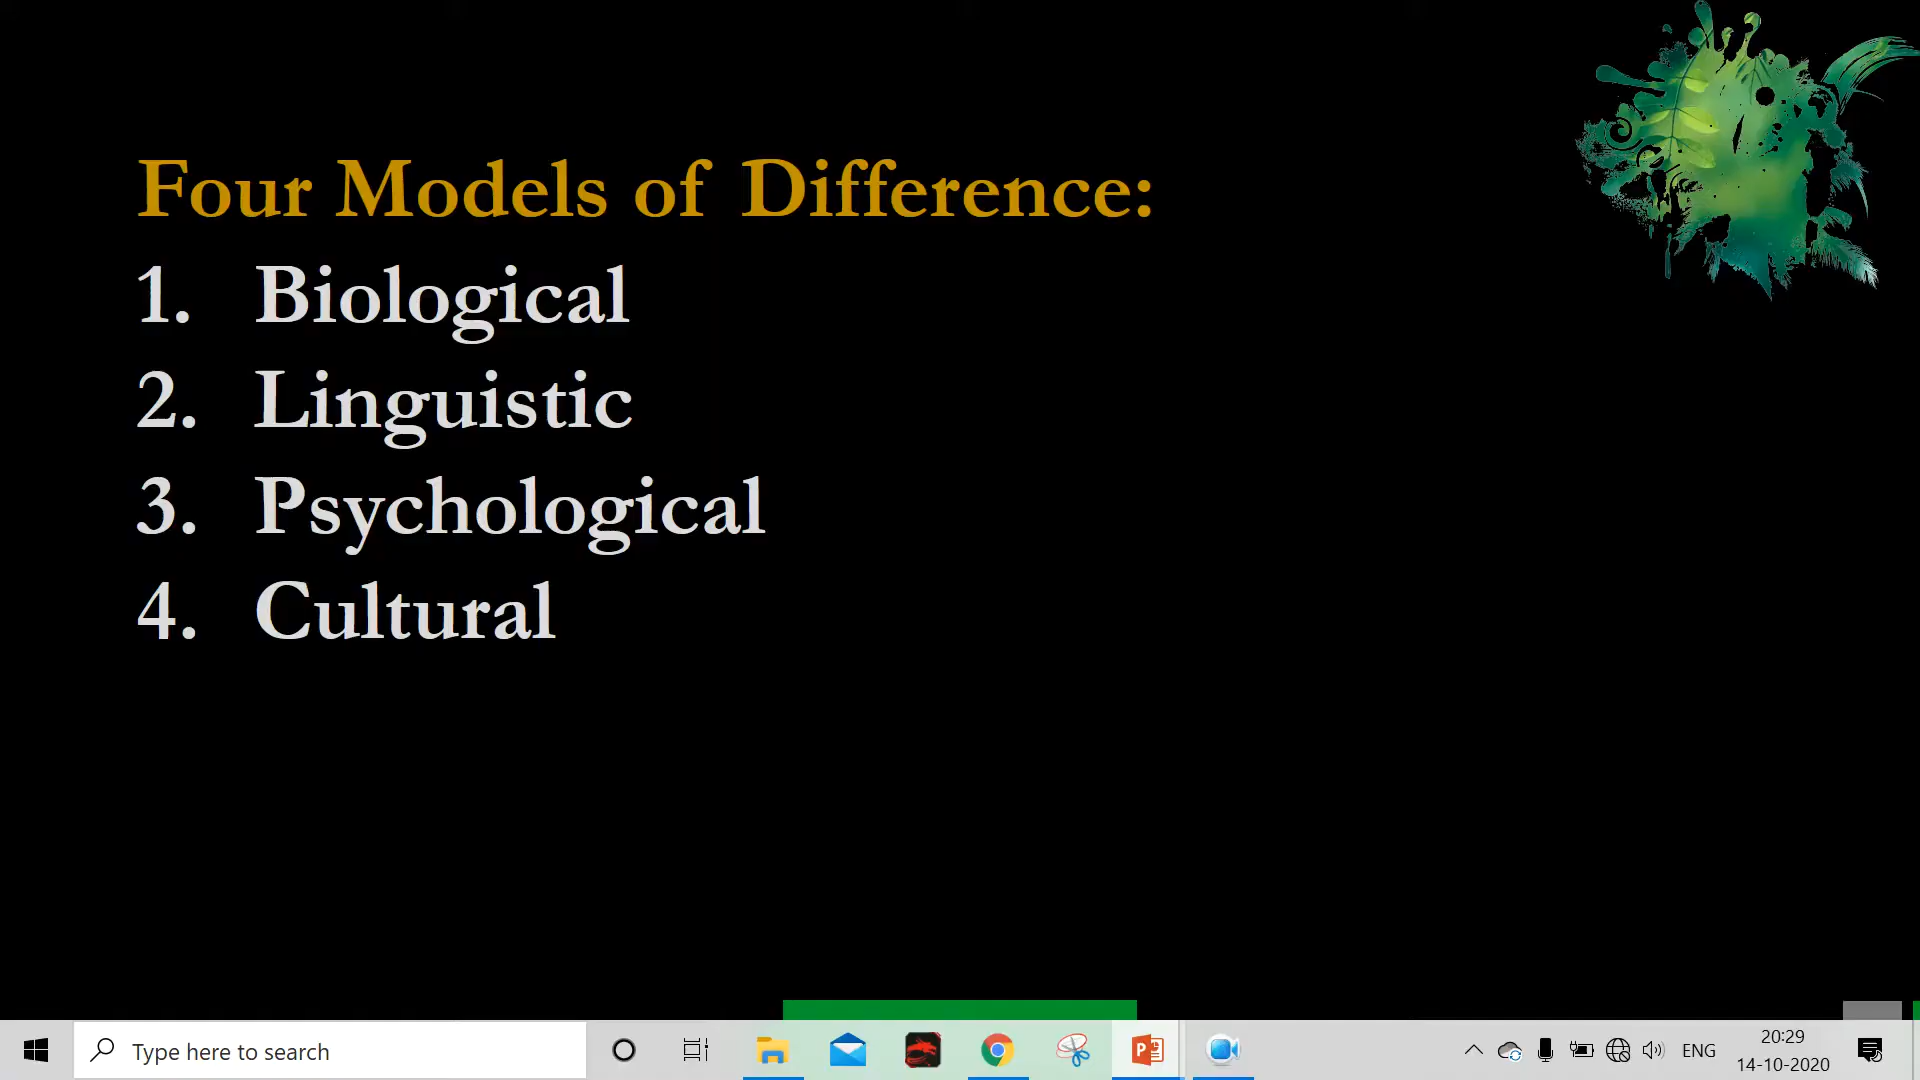 Four Models of Difference:
1. Biological
2. Linguistic
3. Psychological
4. Cultural
Type here to search
ENG
20:29
14-10-2020